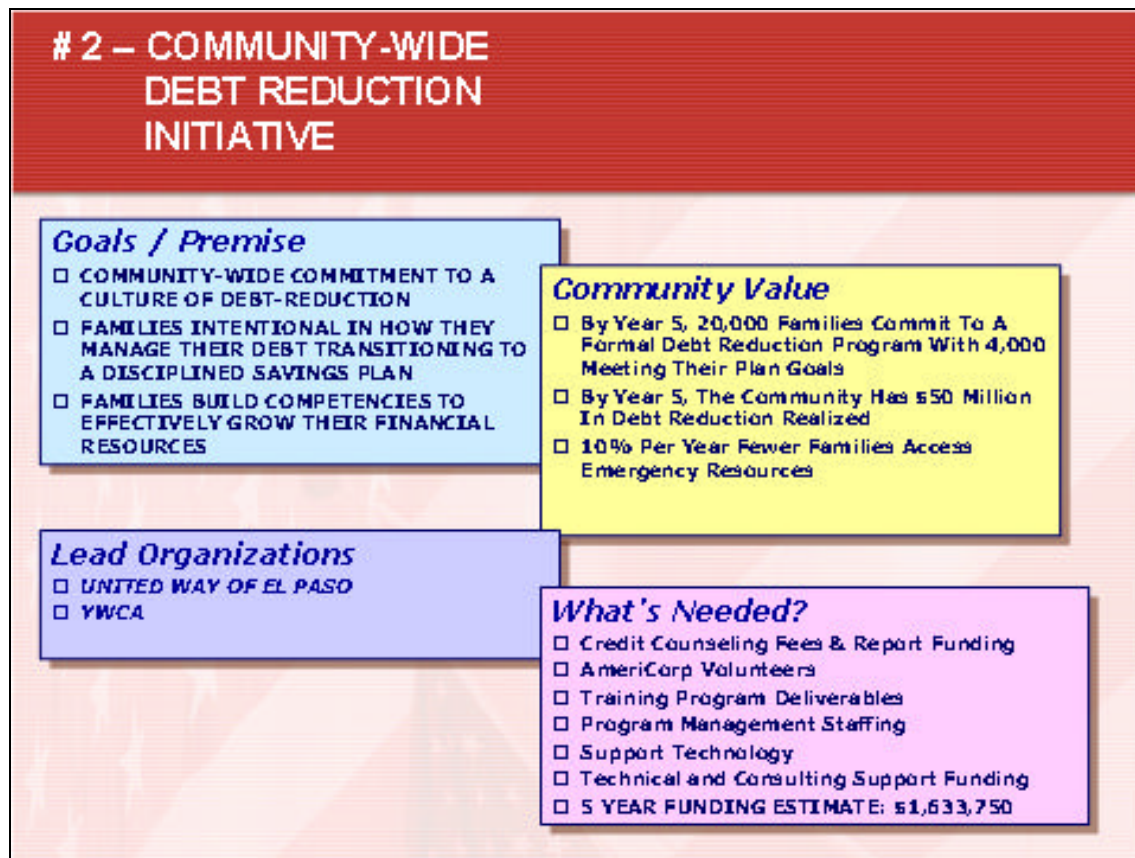 # 2 – COMMUNITY-WIDE
DEBT REDUCTION
INITIATIVE
Goals / Premise
□ COMMUNITY-WIDE COMMITMENT TO A
CULTURE OF DEBT-REDUCTION
□ FAMILIES INTENTIONAL IN HOW THEY
MANAGE THEIR DEBT TRANSITIONING TO
A DISCIPLINED SAVINGS PLAN
□ FAMILIES BUILD COMPETENCIES TO
EFFECTIVELY GROW THEIR FINANCIAL
RESOURCES
Community Value
□ By Year 5, 20,000 Families Commit To A
Formal Debt Reduction Program With 4,000
Meeting Their Plan Goals
□ By Year 5, The Community Has $50 Million
In Debt Reduction Realized
□ 10% Per Year Fewer Families Access
Emergency Resources
Lead Organizations
□ UNITED WAY OF EL PASO
□ YWCA
What's Needed?
□ Credit Counseling Fees & Report Funding
□ AmeriCorp Volunteers
□ Training Program Deliverables
□ Program Management Staffing
□ Support Technology
□ Technical and Consulting Support Funding
□ 5 YEAR FUNDING ESTIMATE: $1,633,750